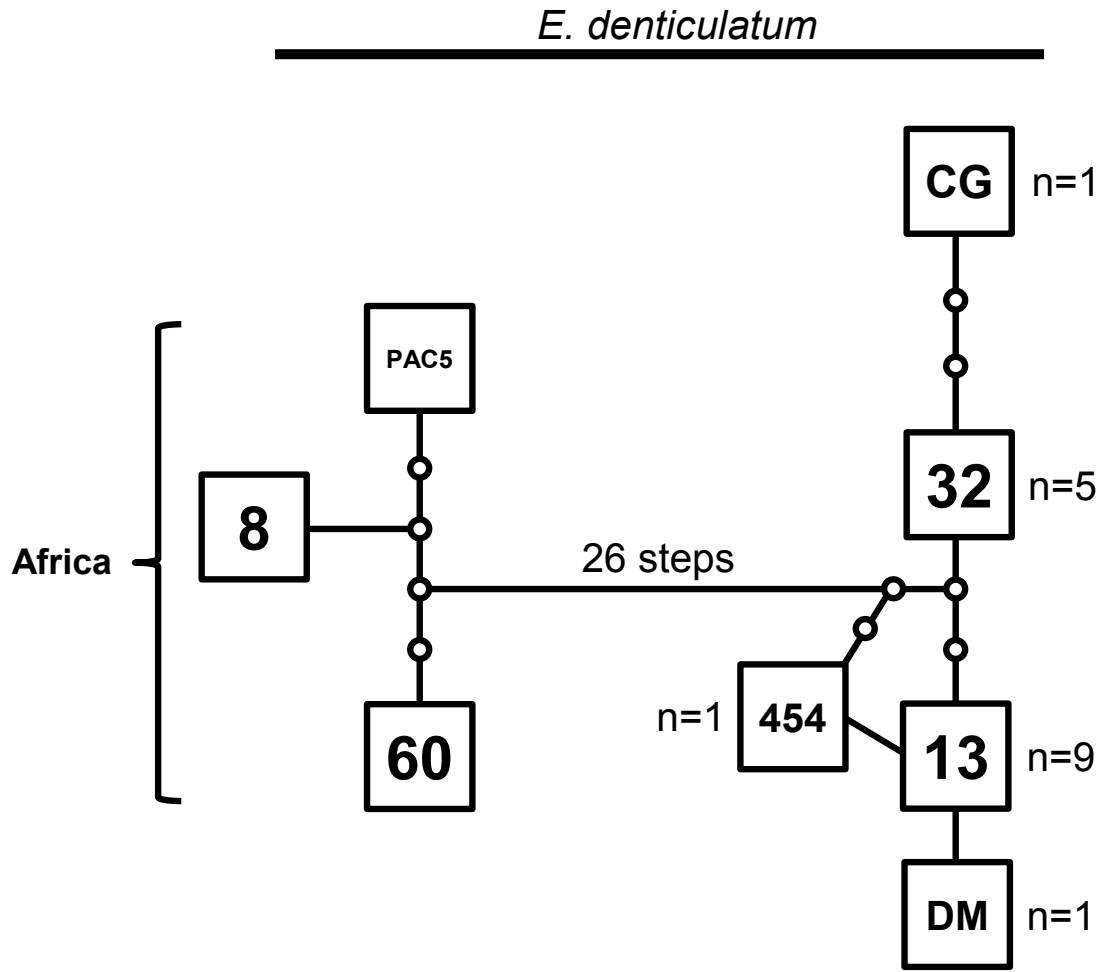 E. denticulatum
CG n=1
PAC5
32 n=5
8
Africa
26 steps
n=1 454
60
13 n=9
DM n=1